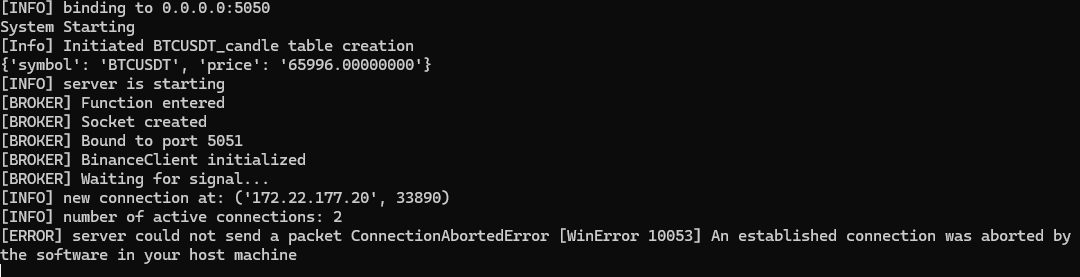 [INFO] binding to 0.0.0.0:5050
System Starting
[Info] Initiated BTCUSDT_candle table creation
{'symbol': 'BTCUSDT', 'price': '65996.00000000'}
[INFO] server is starting
[BROKER] Function entered
[BROKER] Socket created
[BROKER] Bound to port 5051
[BROKER] BinanceClient initialized
[BROKER] Waiting for signal...
[INFO] new connection at: ('172.22.177.20', 33890)
[INFO] number of active connections: 2
[ERROR] server could not send a packet ConnectionAbortedError [WinError 10053] An established connection was aborted by
the software in your host machine